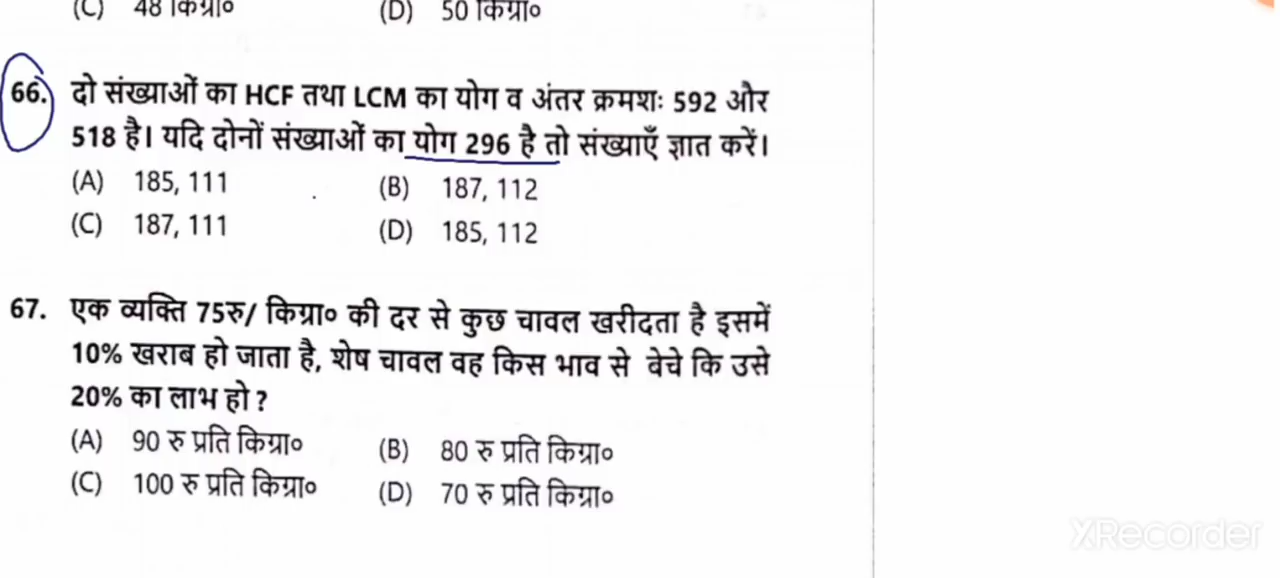 (C) 48 किग्रा० (D) 50 किग्रा०
66. दो संख्याओं का HCF तथा LCM का योग व अंतर क्रमशः 592 और
518 है। यदि दोनों संख्याओं का योग 296 है तो संख्याएँ ज्ञात करें।
(A) 185, 111 (B) 187, 112
(C) 187, 111 (D) 185, 112
67. एक व्यक्ति 75रु/ किग्रा० की दर से कुछ चावल खरीदता है इसमें
10% खराब हो जाता है, शेष चावल वह किस भाव से बेचे कि उसे
20% का लाभ हो ?
(A) 90 रु प्रति किग्रा० (B) 80 रु प्रति किग्रा०
(C) 100 रु प्रति किग्रा० (D) 70 रु प्रति किग्रा०
XRecorder